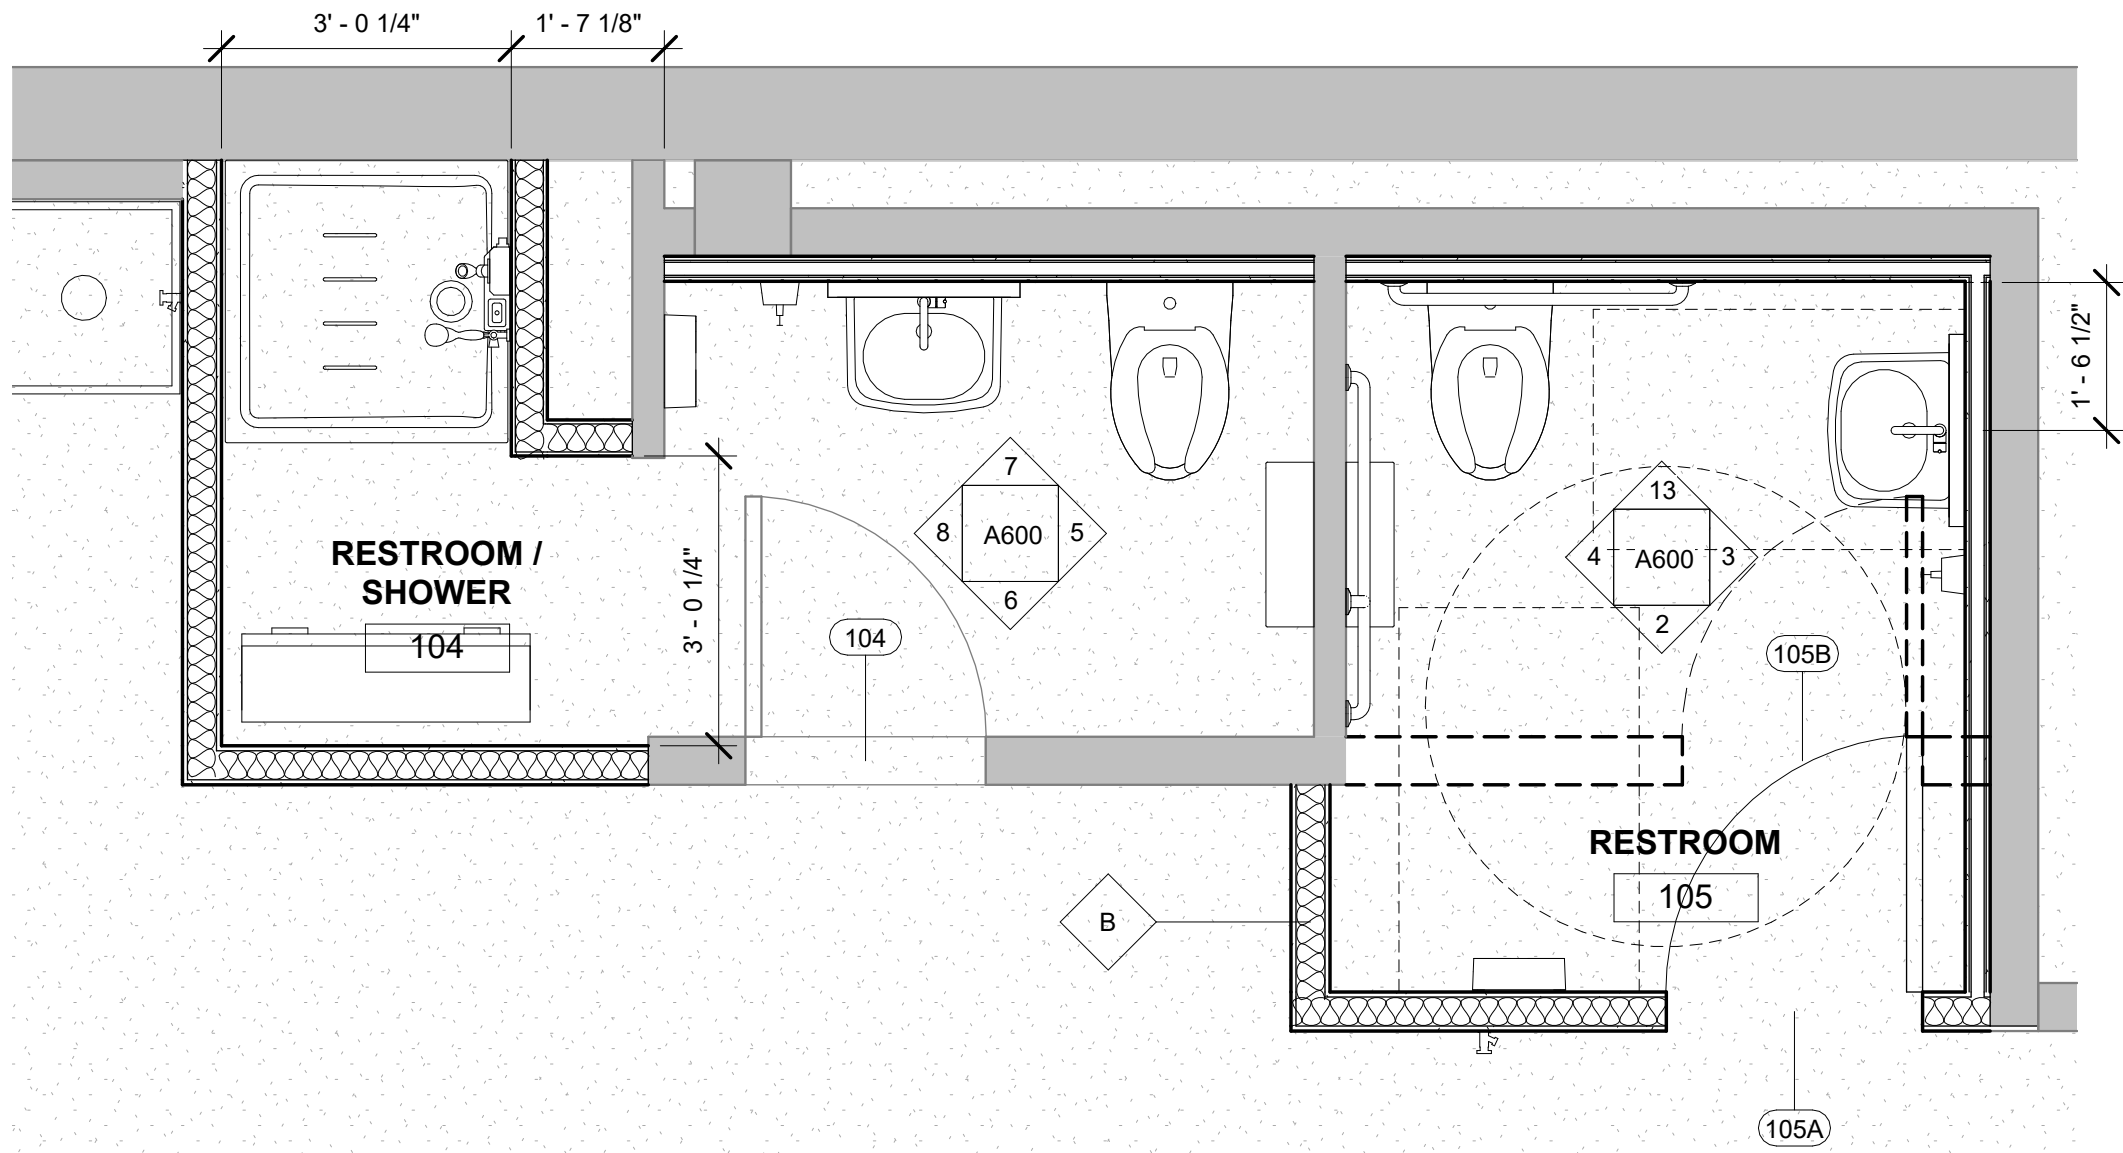 3' - 0 1/4"
1' - 7 1/8"
1' - 6 1/2"
7
8
A600
5
6
13
4
A600
3
2
RESTROOM /
SHOWER
104
3' - 0 1/4"
104
105B
RESTROOM
105
B
105A